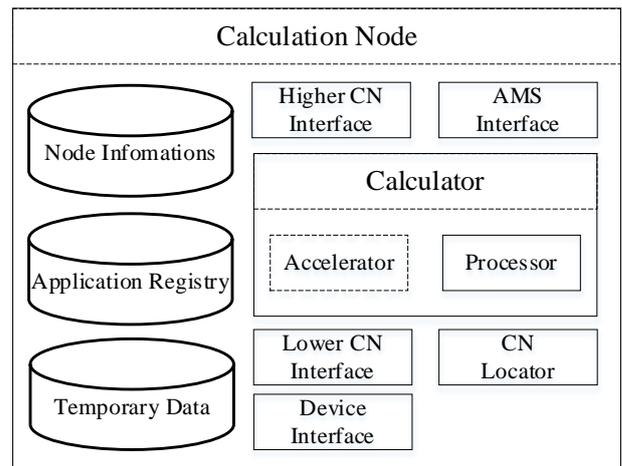 Calculation Node
Node Infomations
Application Registry
Temporary Data
Higher CN
Interface
AMS
Interface
Calculator
Accelerator
Processor
Lower CN
Interface
CN
Locator
Device
Interface